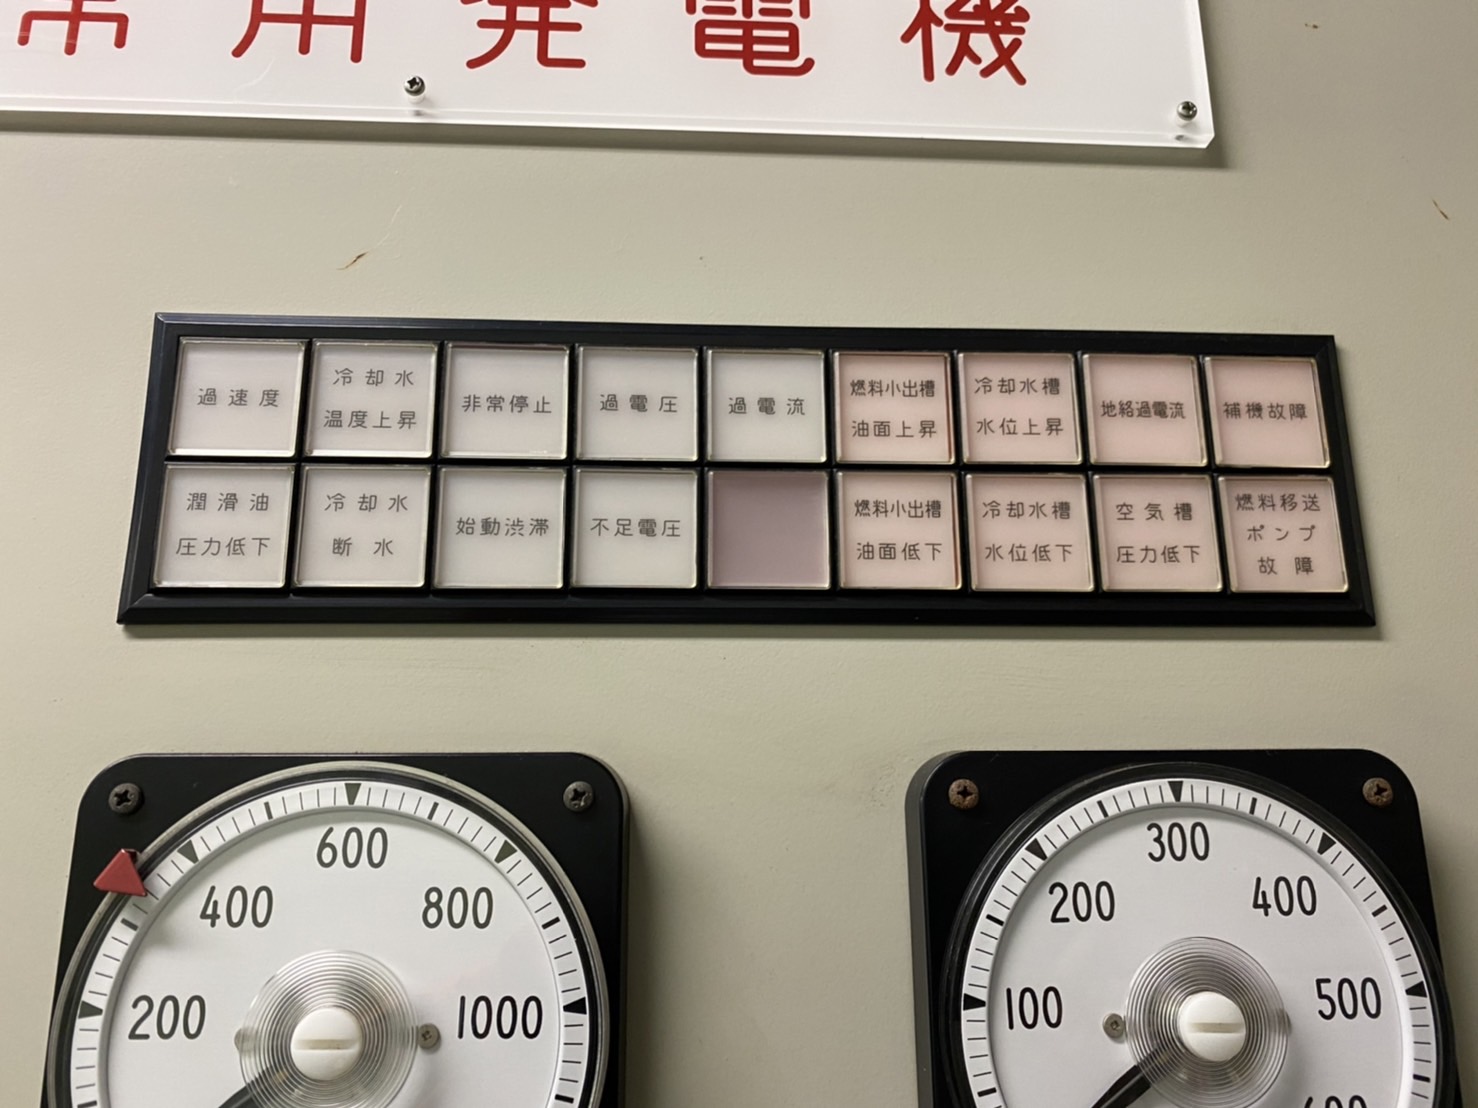 常用発電機
過速度
冷却水
温度上昇
非常停止
過電圧
過電流
燃料小出槽
油面上昇
冷却水槽
水位上昇
地絡過電流
補機故障
潤滑油
圧力低下
冷却水
断水
始動渋滞
不足電圧
燃料小出槽
油面低下
冷却水槽
水位低下
空気槽
圧力低下
燃料移送
ポンプ
故障
600
400
800
200
1000
300
200
400
100
500
600